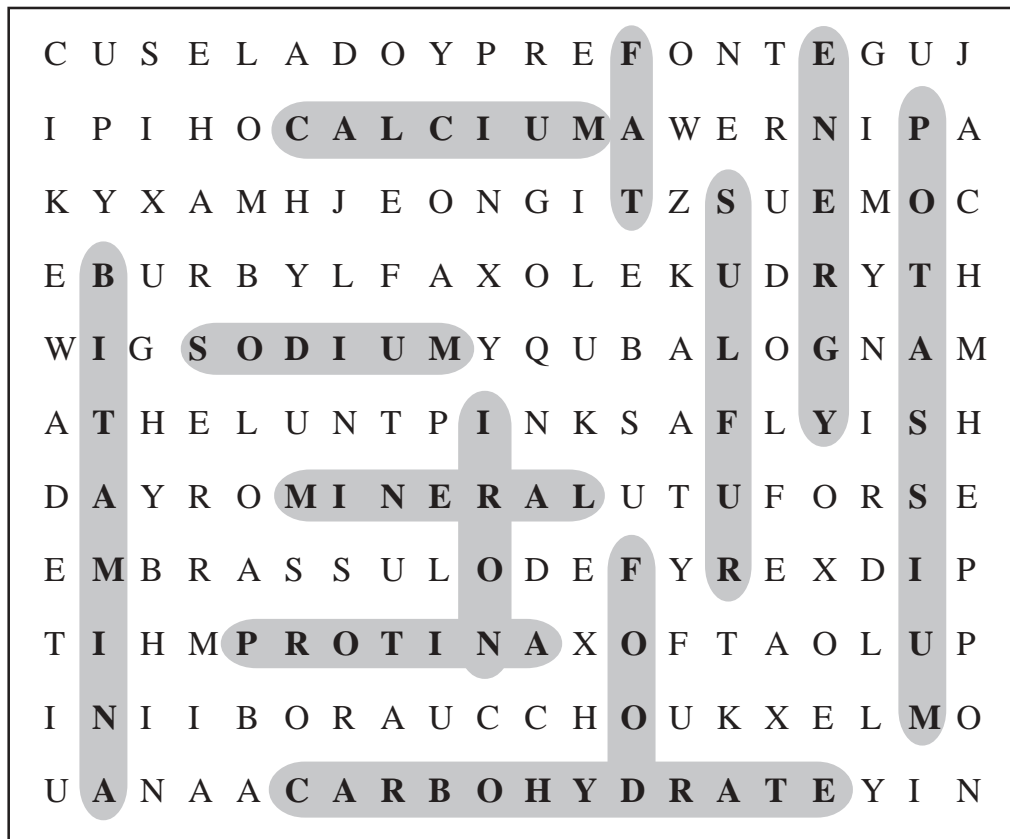 C U S E L A D O Y P R E F O N T E G U J
I P I H O C A L C I U M A W E R N I P A
K Y X A M H J E O N G I T Z S U E M O C
E B U R B Y L F A X O L E K U D R Y T H
W I G S O D I U M Y Q U B A L O G N A M
A T H E L U N T P I N K S A F L Y I S H
D A Y R O M I N E R A L U T U F O R S E
E M B R A S S U L O D E F Y R E X D I P
T I H M P R O T I N A X O F T A O L U P
I N I I B O R A U C C H O U K X E L M O
U A N A A C A R B O H Y D R A T E Y I N